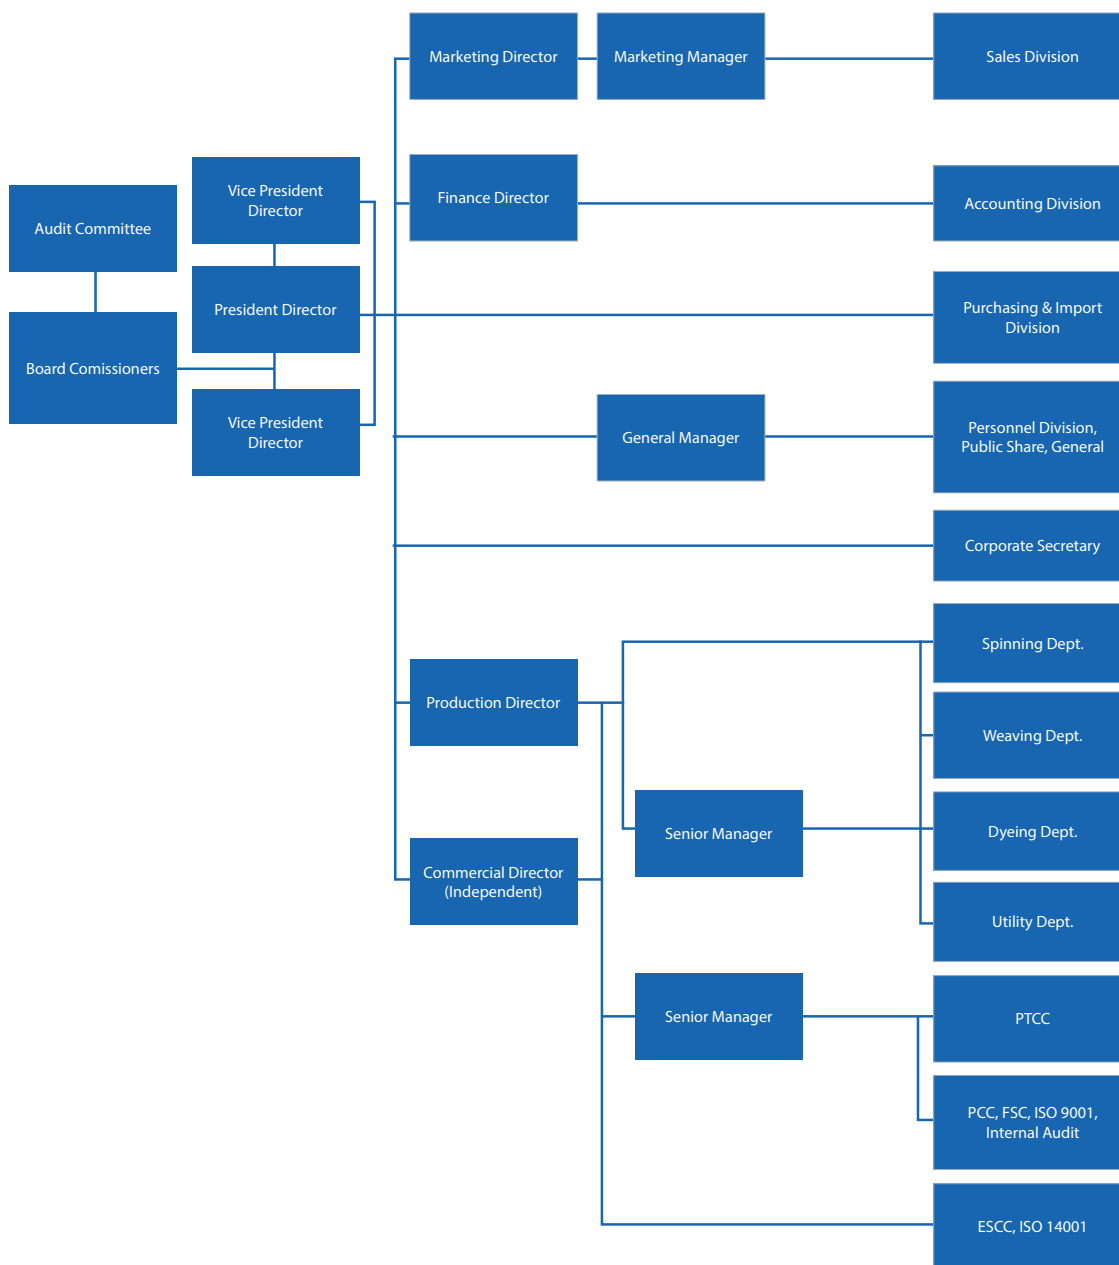 Marketing Director
Marketing Manager
Sales Division
Vice President
Director
Finance Director
Accounting Division
Audit Committee
President Director
Purchasing & Import
Division
Board Comissioners
Vice President
Director
General Manager
Personnel Division,
Public Share, General
Corporate Secretary
Spinning Dept.
Production Director
Weaving Dept.
Senior Manager
Dyeing Dept.
Commercial Director
(Independent)
Utility Dept.
Senior Manager
PTCC
PCC, FSC, ISO 9001,
Internal Audit
ESCC, ISO 14001